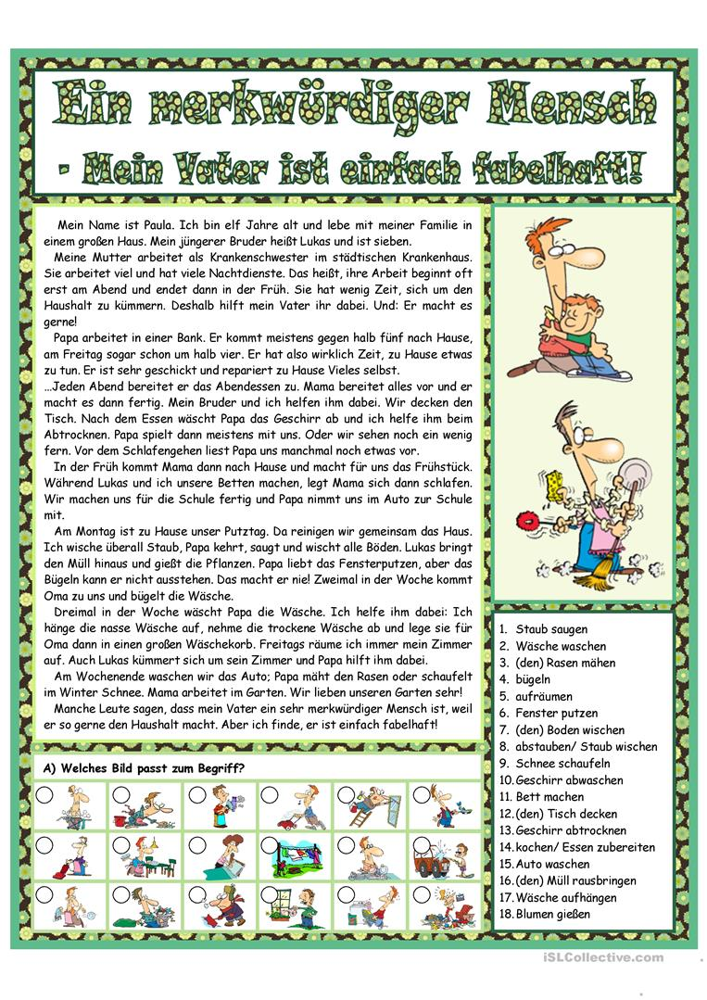 Ein merkwürdiger Mensch
- Mein Vater ist einfach fabelhaft!
Mein Name ist Paula. Ich bin elf Jahre alt und lebe mit meiner Familie in
einem großen Haus. Mein jüngerer Bruder heißt Lukas und ist sieben.
Meine Mutter arbeitet als Krankenschwester im städtischen Krankenhaus.
Sie arbeitet viel und hat viele Nachtdienste. Das heißt, ihre Arbeit beginnt oft
erst am Abend und endet dann in der Früh. Sie hat wenig Zeit, sich um den
Haushalt zu kümmern. Deshalb hilft mein Vater ihr dabei. Und: Er macht es
gerne!
Papa arbeitet in einer Bank. Er kommt meistens gegen halb fünf nach Hause,
am Freitag sogar schon um halb vier. Er hat also wirklich Zeit, zu Hause etwas
zu tun. Er ist sehr geschickt und repariert zu Hause Vieles selbst.
...Jeden Abend bereitet er das Abendessen zu. Mama bereitet alles vor und er
macht es dann fertig. Mein Bruder und ich helfen ihm dabei. Wir decken den
Tisch. Nach dem Essen wäscht Papa das Geschirr ab und ich helfe ihm beim
Abtrocknen. Papa spielt dann meistens mit uns. Oder wir sehen noch ein wenig
fern. Vor dem Schlafengehen liest Papa uns manchmal noch etwas vor.
In der Früh kommt Mama dann nach Hause und macht für uns das Frühstück.
Während Lukas und ich unsere Betten machen, legt Mama sich dann schlafen.
Wir machen uns für die Schule fertig und Papa nimmt uns im Auto zur Schule
mit.
Am Montag ist zu Hause unser Putztag. Da reinigen wir gemeinsam das Haus.
Ich wische überall Staub, Papa kehrt, saugt und wischt alle Böden. Lukas bringt
den Müll hinaus und gießt die Pflanzen. Papa liebt das Fensterputzen, aber das
Bügeln kann er nicht ausstehen. Das macht er nie! Zweimal in der Woche kommt
Oma zu uns und bügelt die Wäsche.
Dreimal in der Woche wäscht Papa die Wäsche. Ich helfe ihm dabei: Ich
hänge die nasse Wäsche auf, nehme die trockene Wäsche ab und lege sie für
Oma dann in einen großen Wäschekorb. Freitags räume ich immer mein Zimmer
auf. Auch Lukas kümmert sich um sein Zimmer und Papa hilft ihm dabei.
Am Wochenende waschen wir das Auto; Papa mäht den Rasen oder schaufelt
im Winter Schnee. Mama arbeitet im Garten. Wir lieben unseren Garten sehr!
Manche Leute sagen, dass mein Vater ein sehr merkwürdiger Mensch ist, weil
er so gerne den Haushalt macht. Aber ich finde, er ist einfach fabelhaft!
A) Welches Bild passt zum Begriff?
1. Staub saugen
2. Wäsche waschen
3. (den) Rasen mähen
4. bügeln
5. aufräumen
6. Fenster putzen
7. (den) Boden wischen
8. abstauben/ Staub wischen
9. Schnee schaufeln
10. Geschirr abwaschen
11. Bett machen
12. (den) Tisch decken
13. Geschirr abtrocknen
14. kochen/ Essen zubereiten
15. Auto waschen
16. (den) Müll rausbringen
17. Wäsche aufhängen
18. Blumen gießen
iSLCollective.com